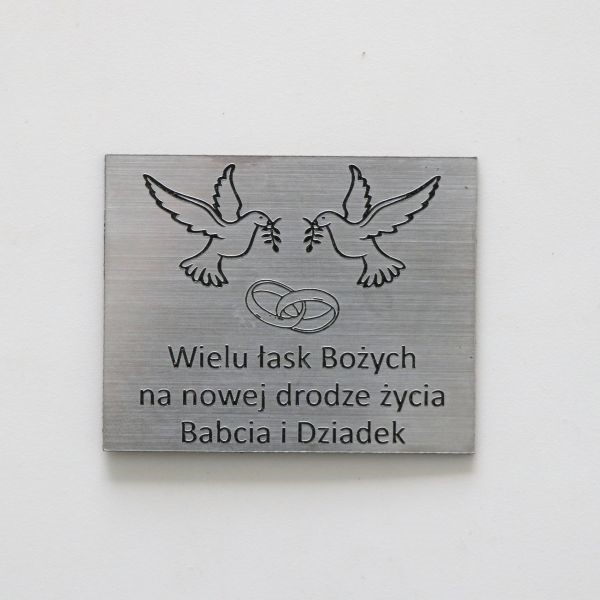 Wielu łask Bożych
na nowej drodze życia
Babcia i Dziadek